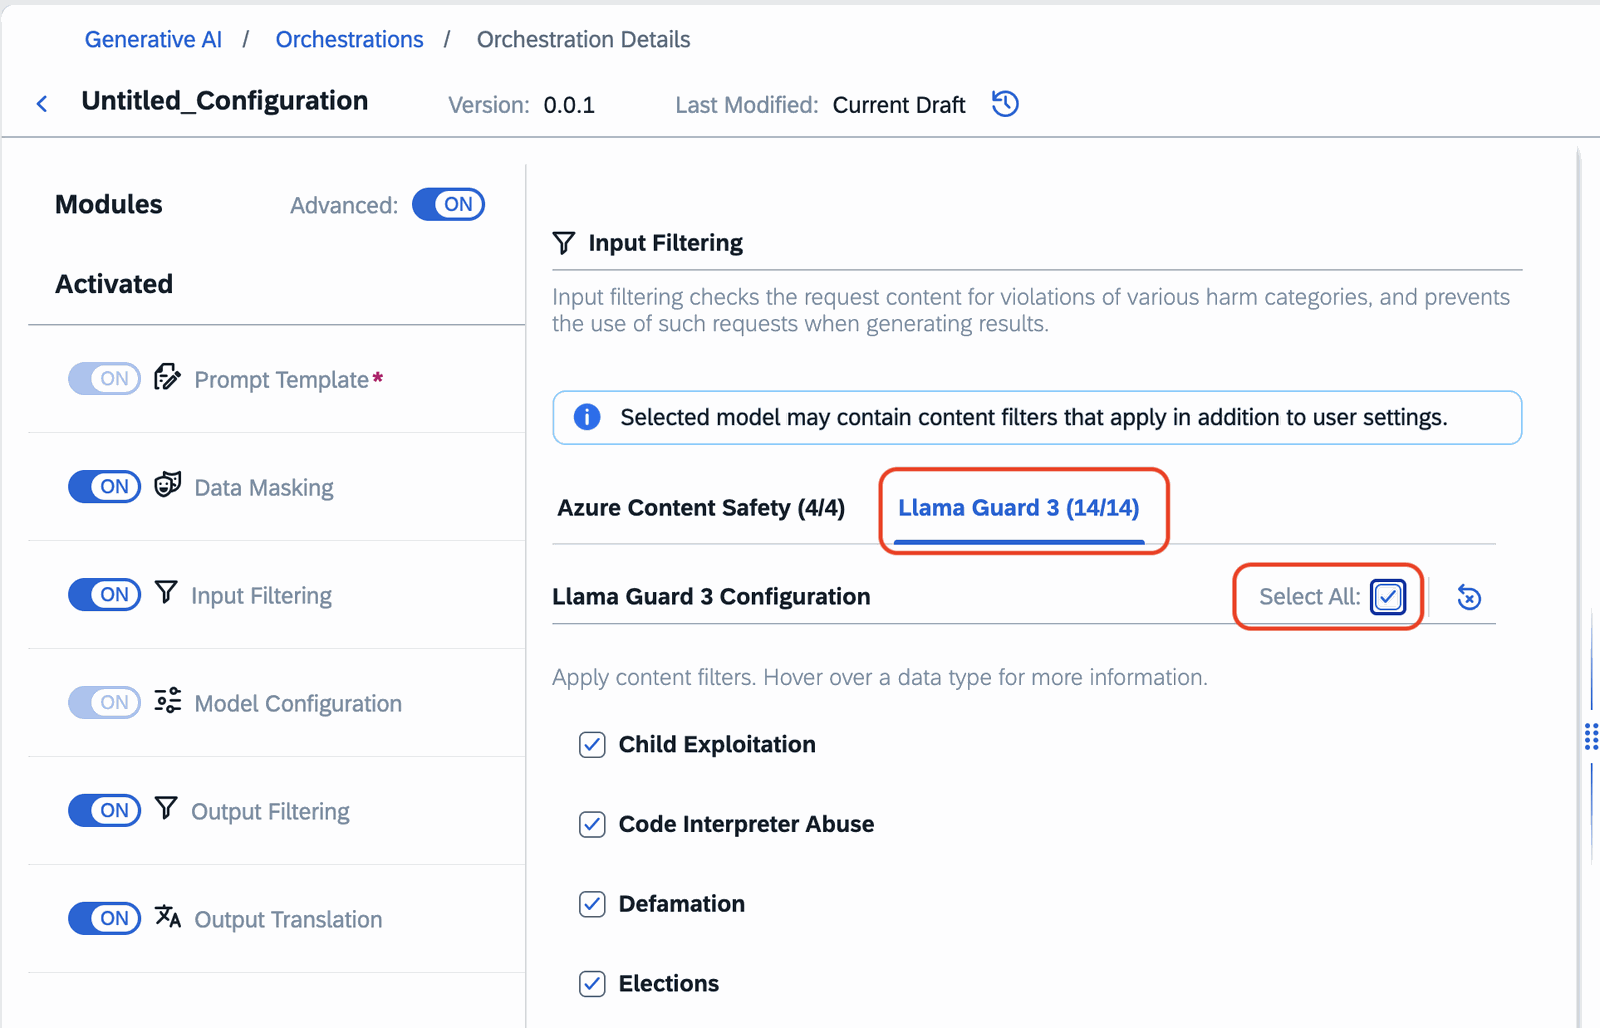 Generative AI / Orchestrations / Orchestration Details
Untitled_Configuration Version: 0.0.1 Last Modified: Current Draft
Modules Advanced: ON
Activated
ON Prompt Template*
ON Data Masking
ON Input Filtering
ON Model Configuration
ON Output Filtering
ON Output Translation
Input Filtering
Input filtering checks the request content for violations of various harm categories, and prevents
the use of such requests when generating results.
Selected model may contain content filters that apply in addition to user settings.
Azure Content Safety (4/4) Llama Guard 3 (14/14)
Llama Guard 3 Configuration Select All:
Apply content filters. Hover over a data type for more information.
Child Exploitation
Code Interpreter Abuse
Defamation
Elections